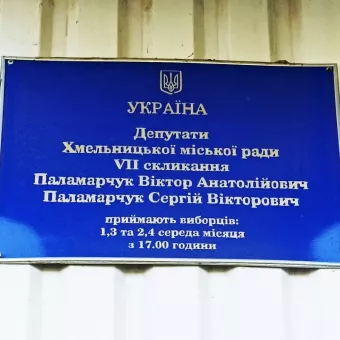 УКРАЇНА
Депутати
Хмельницької міської ради
VII скликання
Паламарчук Віктор Анатолійович
Паламарчук Сергій Вікторович
приймають виборців:
1,3 та 2,4 середа місяця
з 17.00 години